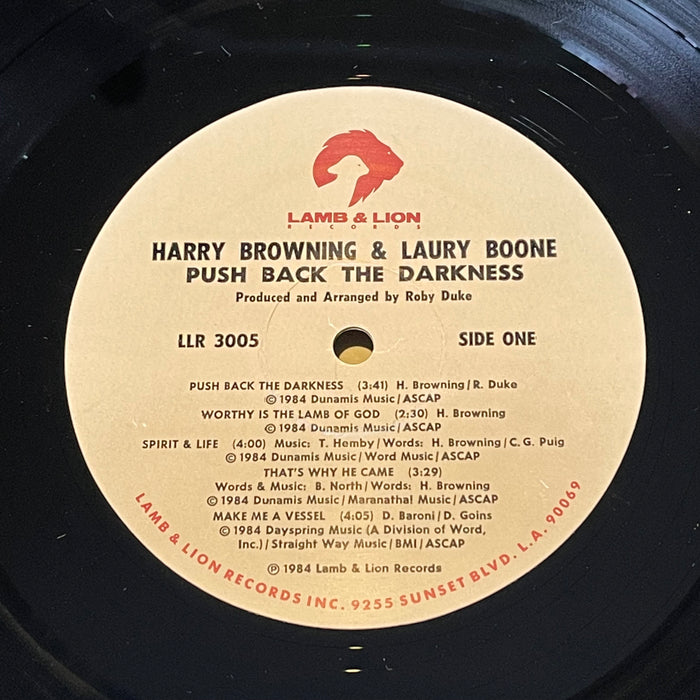 LAMB & LION
RECORDS
HARRY BROWNING & LAURY BOONE
PUSH BACK THE DARKNESS
Produced and Arranged by Roby Duke
LLR 3005
SIDE ONE
PUSH BACK THE DARKNESS (3:41) H. Browning/R. Duke
© 1984 Dunamis Music/ASCAP
WORTHY IS THE LAMB OF GOD (2:30) H. Browning
© 1984 Dunamis Music/ASCAP
SPIRIT & LIFE (4:00) Music: T. Hemby/Words: H. Browning/C.G. Puig
© 1984 Dunamis Music/Word Music/ASCAP
THAT'S WHY HE CAME (3:29)
Words & Music: B. North/Words: H. Browning
© 1984 Dunamis Music/Maranatha! Music/ASCAP
MAKE ME A VESSEL (4:05) D. Baroni/D. Goins
© 1984 Dayspring Music (A Division of Word,
Inc.)/Straight Way Music/BMI/ASCAP
℗ 1984 Lamb & Lion Records
LAMB & LION RECORDS INC. 9255 SUNSET BLVD. L.A. 90069